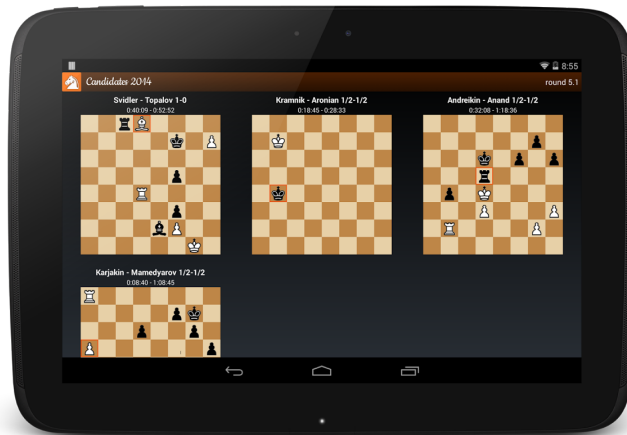 8:55
Candidates 2014
round 5.1
Svidler - Topalov 1-0
0:40:09 - 0:52:52
Kramnik - Aronian 1/2-1/2
0:18:45 - 0:28:33
Andreikin - Anand 1/2-1/2
0:32:08 - 1:18:36
Karjakin - Mamedyarov 1/2-1/2
0:08:40 - 1:08:45